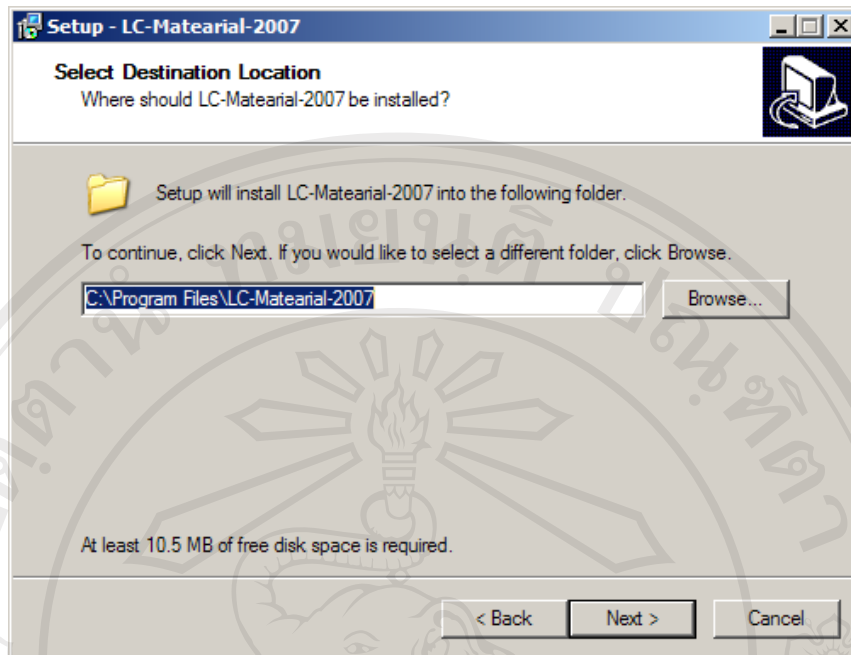 Setup - LC-Matearial-2007
Select Destination Location
Where should LC-Matearial-2007 be installed?
Setup will install LC-Matearial-2007 into the following folder.
To continue, click Next. If you would like to select a different folder, click Browse.
C:\Program Files\LC-Matearial-2007
Browse...
At least 10.5 MB of free disk space is required.
< Back
Next >
Cancel